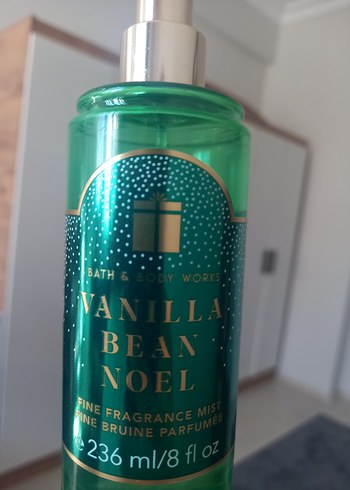 BATH & BODY WORKS
VANILLA
BEAN
NOEL
FINE FRAGRANCE MIST
FINE BRUINE PARFUMÉE
℮ 236 ml/8 fl oz